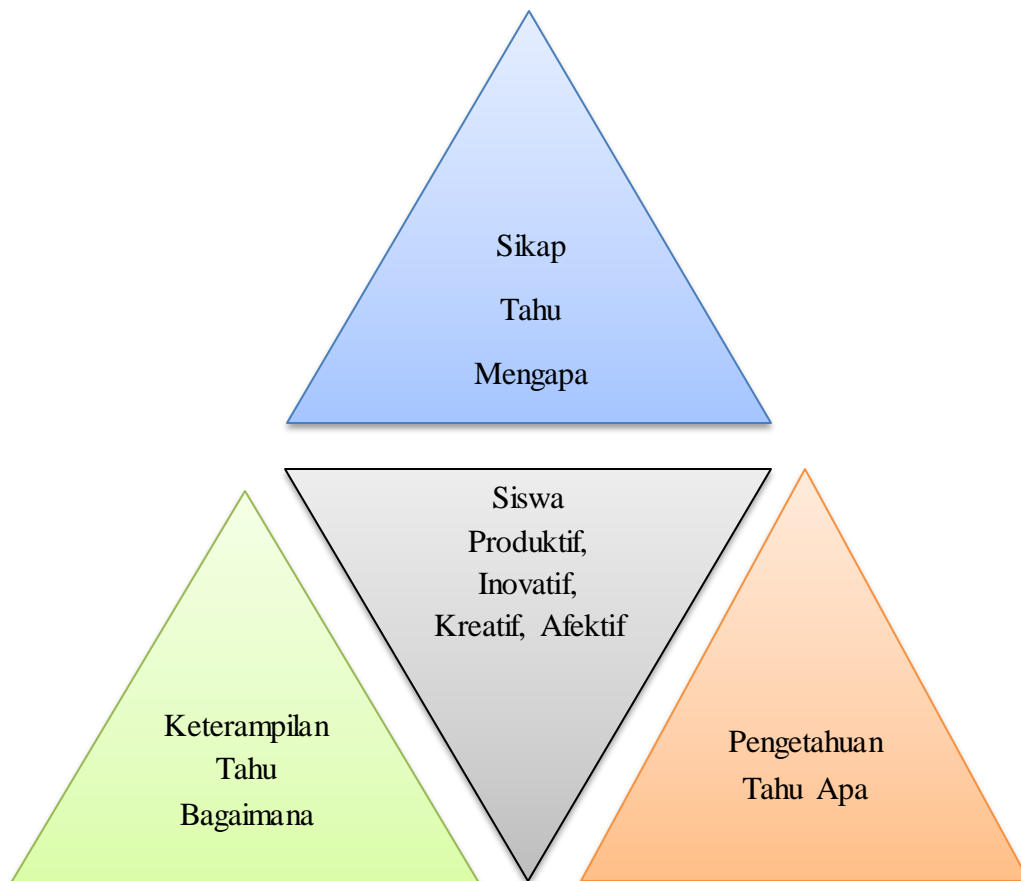 Sikap
Tahu
Mengapa
Siswa
Produktif,
Inovatif,
Kreatif, Afektif
Keterampilan
Tahu
Bagaimana
Pengetahuan
Tahu Apa